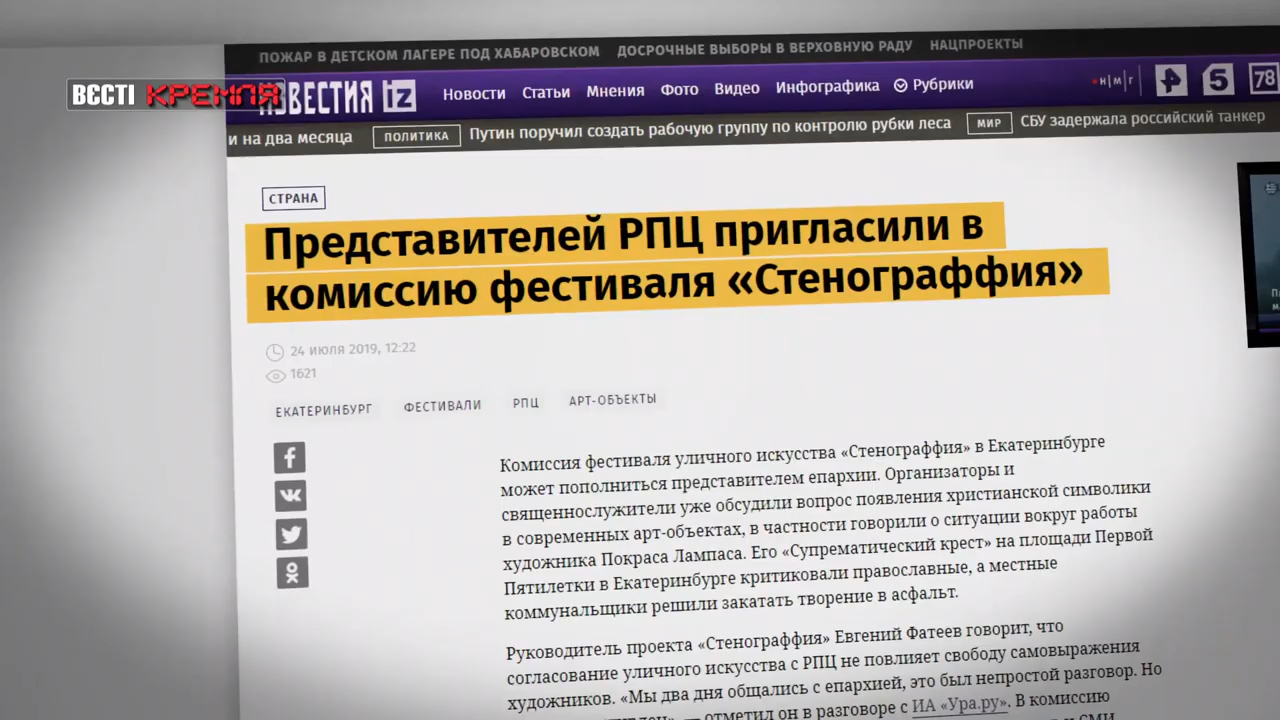 ПОЖАР В ДЕТСКОМ ЛАГЕРЕ ПОД ХАБАРОВСКОМ ДОСРОЧНЫЕ ВЫБОРЫ В ВЕРХОВНУЮ РАДУ НАЦПРОЕКТЫ
ВЄСТІ КРЕМЛЯ
ИЗВЕСТИЯ iz Новости Статьи Мнения Фото Видео Инфографика Рубрики Н|М|Г 5 78
и на два месяца ПОЛИТИКА Путин поручил создать рабочую группу по контролю рубки леса МИР СБУ задержала российский танкер
СТРАНА
Представителей РПЦ пригласили в
комиссию фестиваля «Стенограффия»
24 ИЮЛЯ 2019, 12:22
1621
ЕКАТЕРИНБУРГ ФЕСТИВАЛИ РПЦ АРТ-ОБЪЕКТЫ
Комиссия фестиваля уличного искусства «Стенограффия» в Екатеринбурге
может пополниться представителем епархии. Организаторы и
священнослужители уже обсудили вопрос появления христианской символики
в современных арт-объектах, в частности говорили о ситуации вокруг работы
художника Покраса Лампаса. Его «Супрематический крест» на площади Первой
Пятилетки в Екатеринбурге критиковали православные, а местные
коммунальщики решили закатать творение в асфальт.
Руководитель проекта «Стенограффия» Евгений Фатеев говорит, что
согласование уличного искусства с РПЦ не повлияет свободу самовыражения
художников. «Мы два дня общались с епархией, это был непростой разговор. Но
— отметил он в разговоре с ИА «Ура.ру». В комиссию
и СМИ